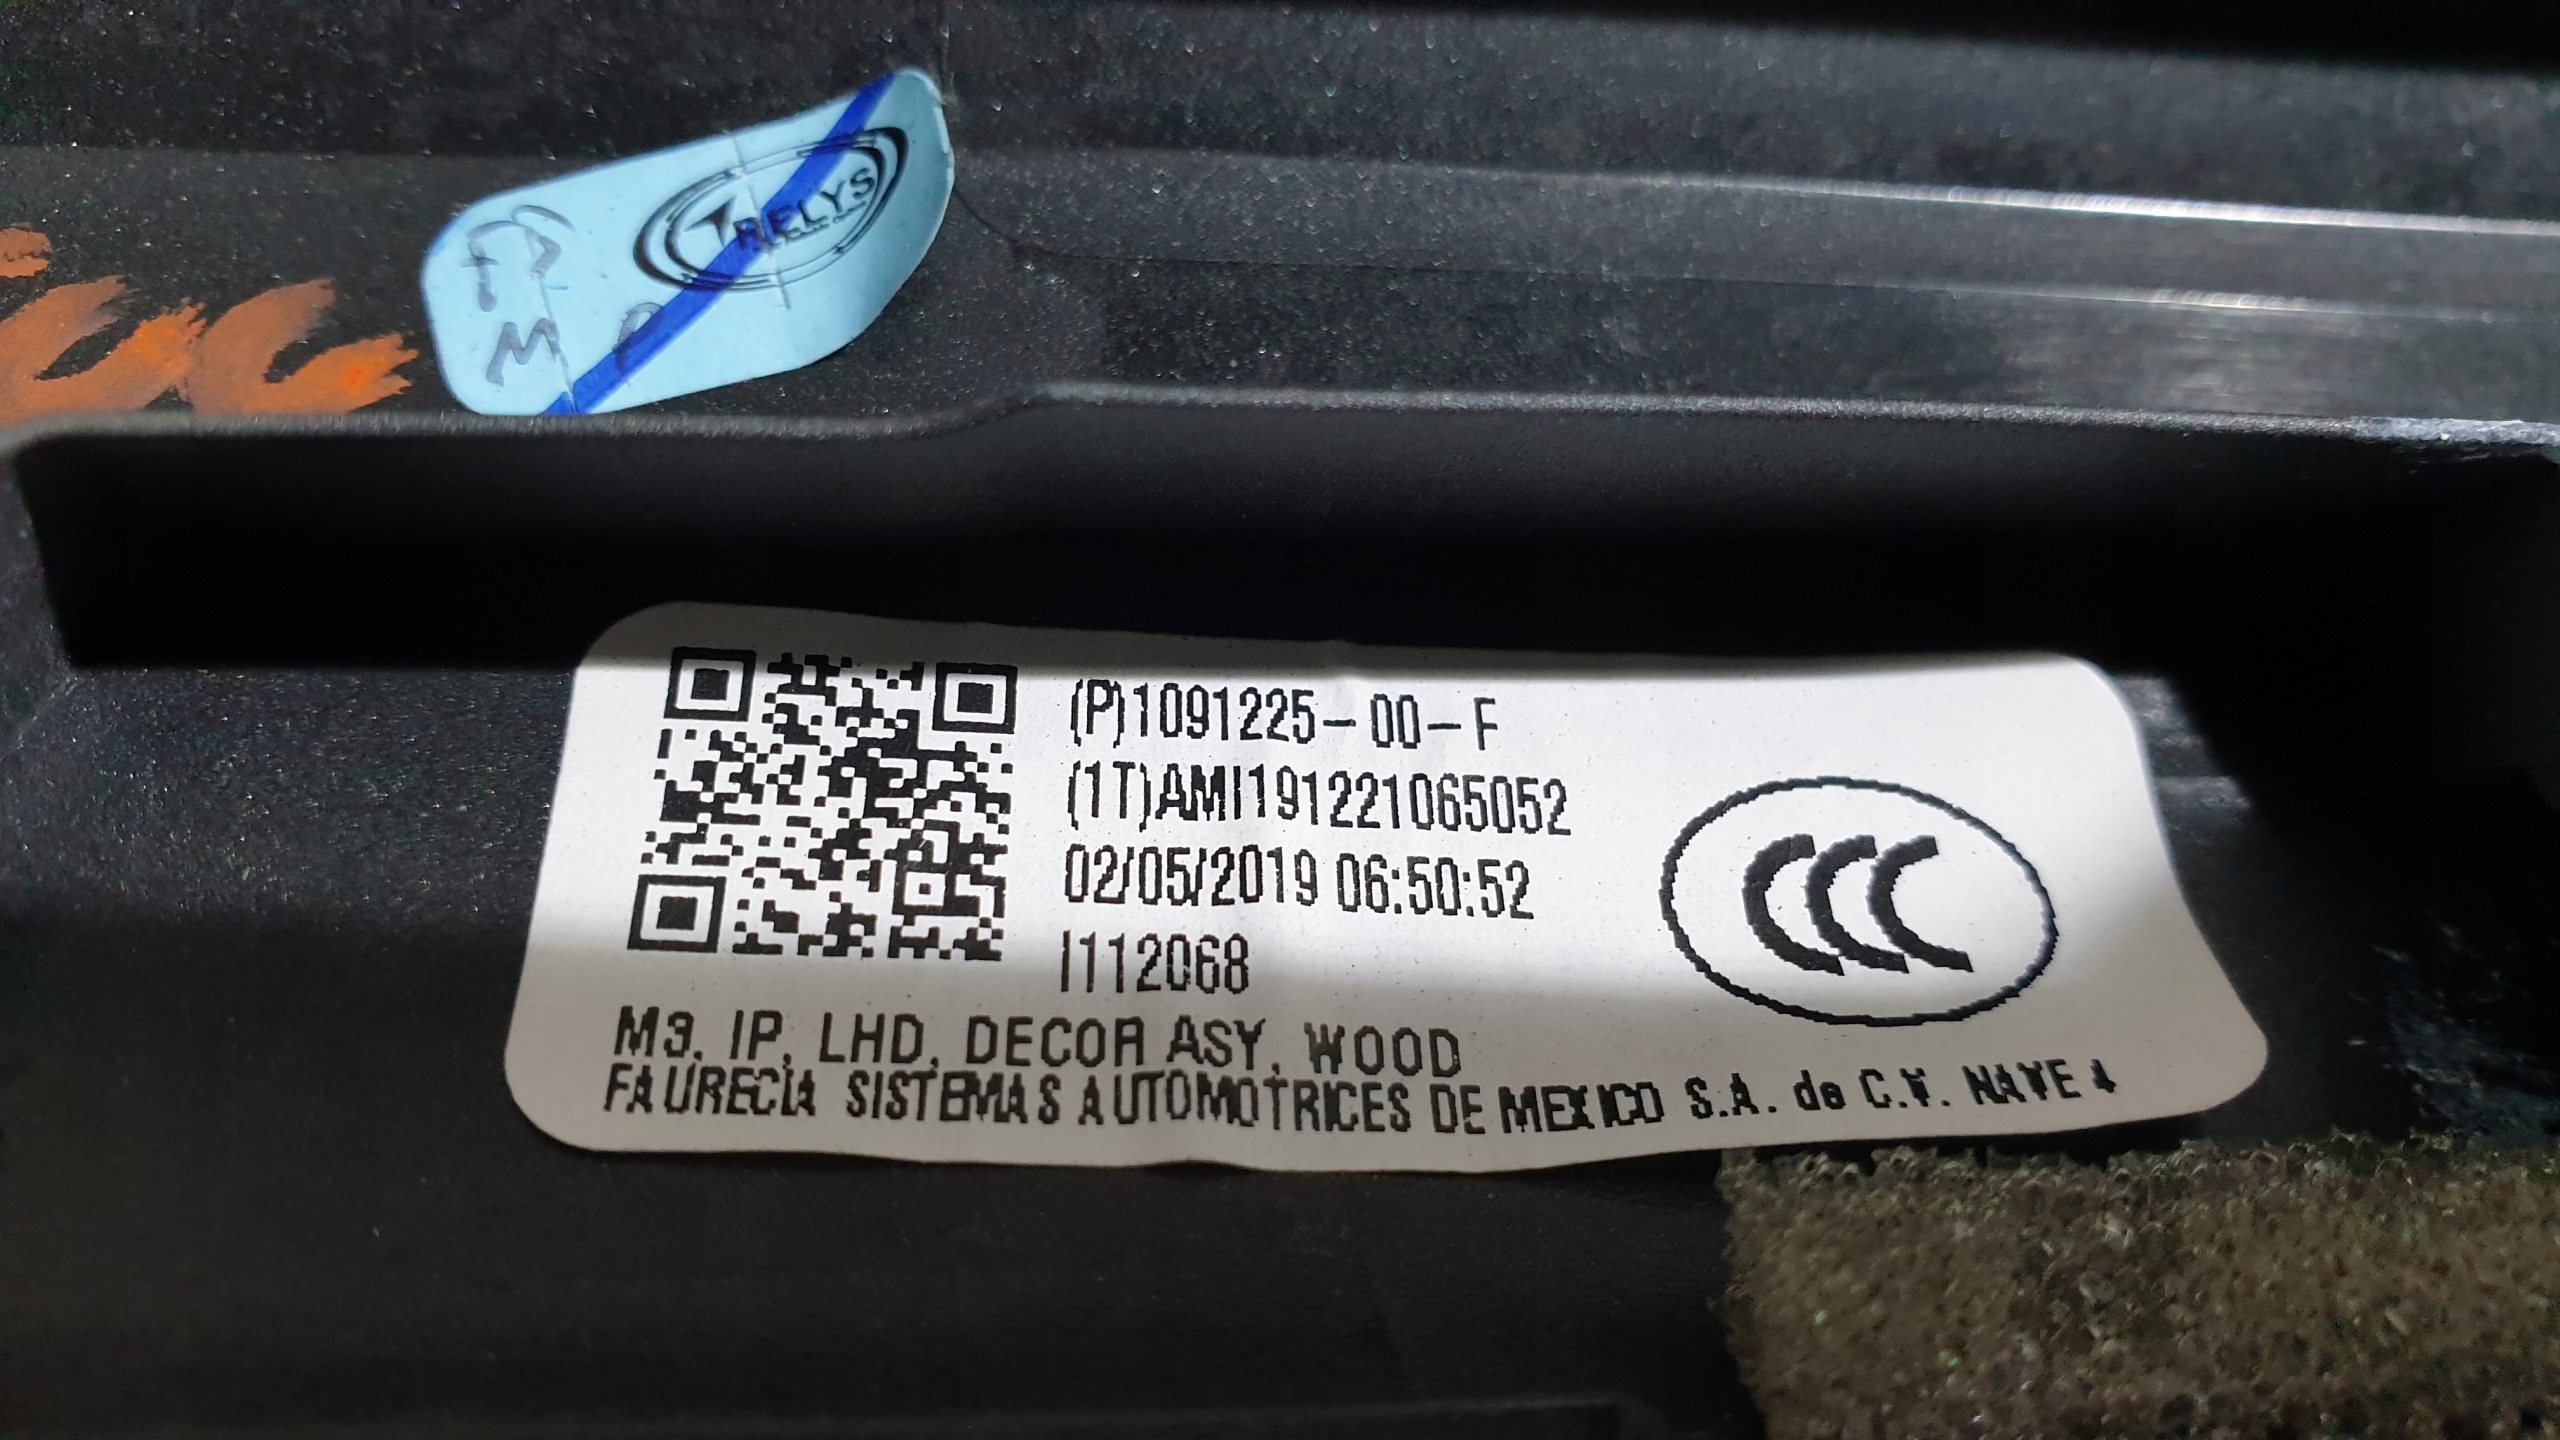 RELYS
(P)1091225-00-F
(1T)AMI191221065052
02/05/2019 06:50:52
I112068
M3, IP, LHD, DECOR ASY, WOOD
FAURECIA SISTEMAS AUTOMOTRICES DE MEXICO S.A. de C.V. NAVE 4